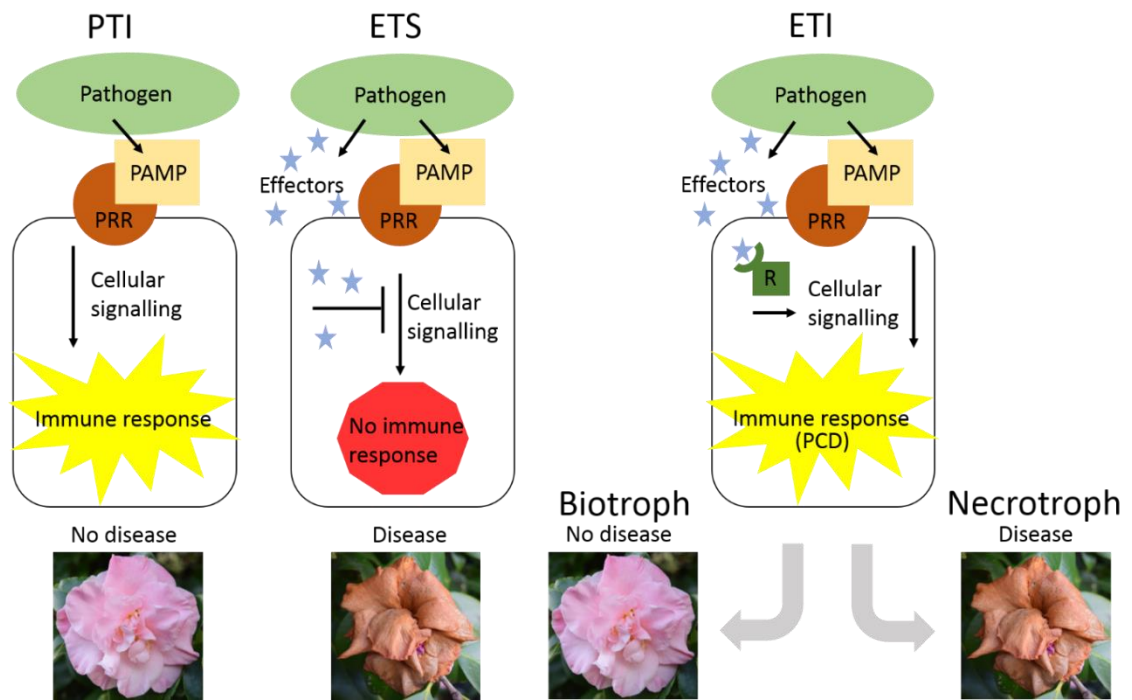 PTI
Pathogen
PAMP
PRR
Cellular
signalling
Immune response
No disease
ETS
Pathogen
Effectors
PAMP
PRR
Cellular
signalling
No immune
response
Disease
ETI
Pathogen
Effectors
PAMP
PRR
R
Cellular
signalling
Immune response
(PCD)
Biotroph
No disease
Necrotroph
Disease